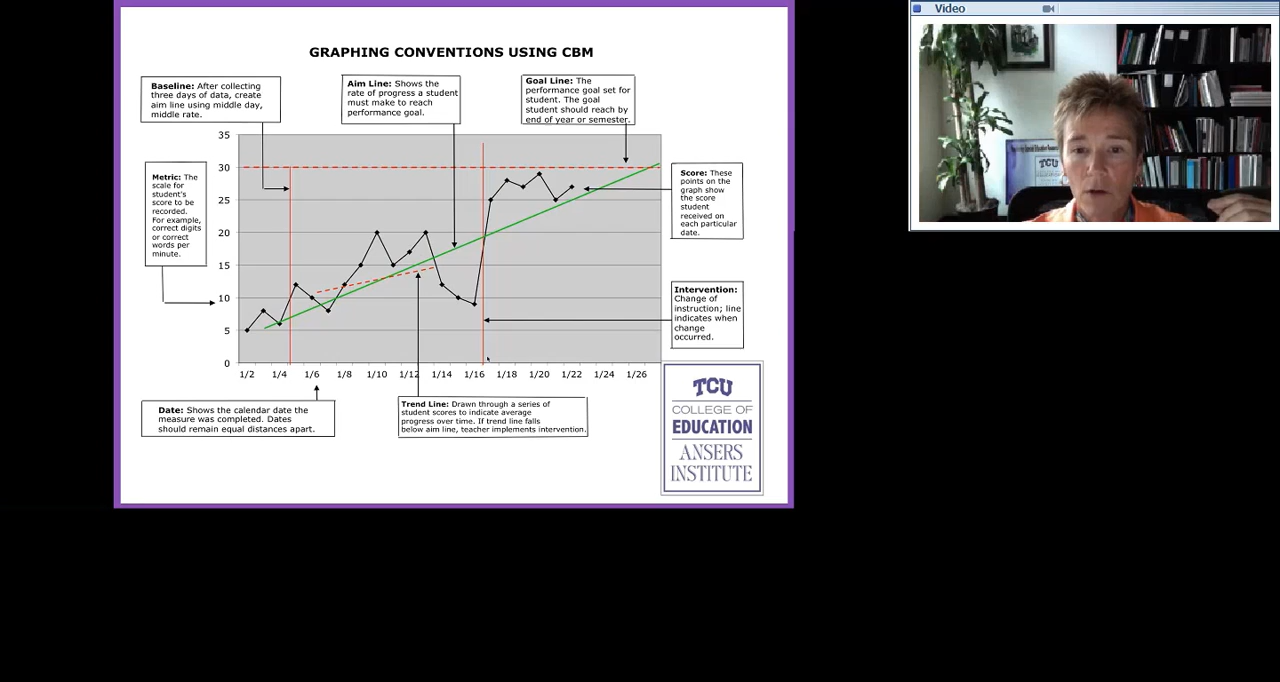 Video
GRAPHING CONVENTIONS USING CBM
Baseline: After collecting
three days of data, create
aim line using middle day,
middle rate.
Aim Line: Shows the
rate of progress a student
must make to reach
performance goal.
Goal Line: The
performance goal set for
student. The goal
student should reach by
end of year or semester.
Metric: The
scale for
student's
score to be
recorded.
For example,
correct digits
or correct
words per
minute.
Score: These
points on the
graph show
the score
student
received on
each particular
date.
Intervention:
Change of
instruction; line
indicates when
change
occurred.
35
30
25
20
15
10
5
0
1/2 1/4 1/6 1/8 1/10 1/12 1/14 1/16 1/18 1/20 1/22 1/24 1/26
Date: Shows the calendar date the
measure was completed. Dates
should remain equal distances apart.
Trend Line: Drawn through a series of
student scores to indicate average
progress over time. If trend line falls
below aim line, teacher implements intervention.
TCU
COLLEGE OF
EDUCATION
ANSERS
INSTITUTE
TCU